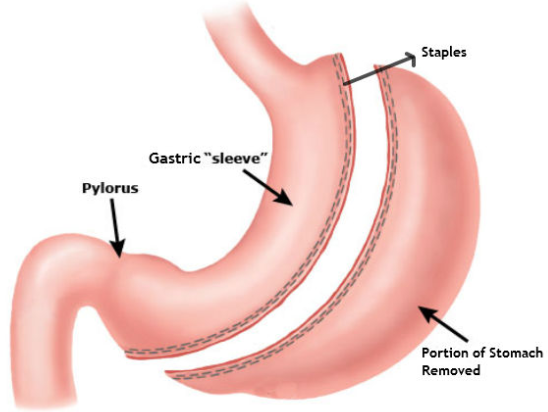 Staples
Gastric “sleeve”
Pylorus
Portion of Stomach
Removed